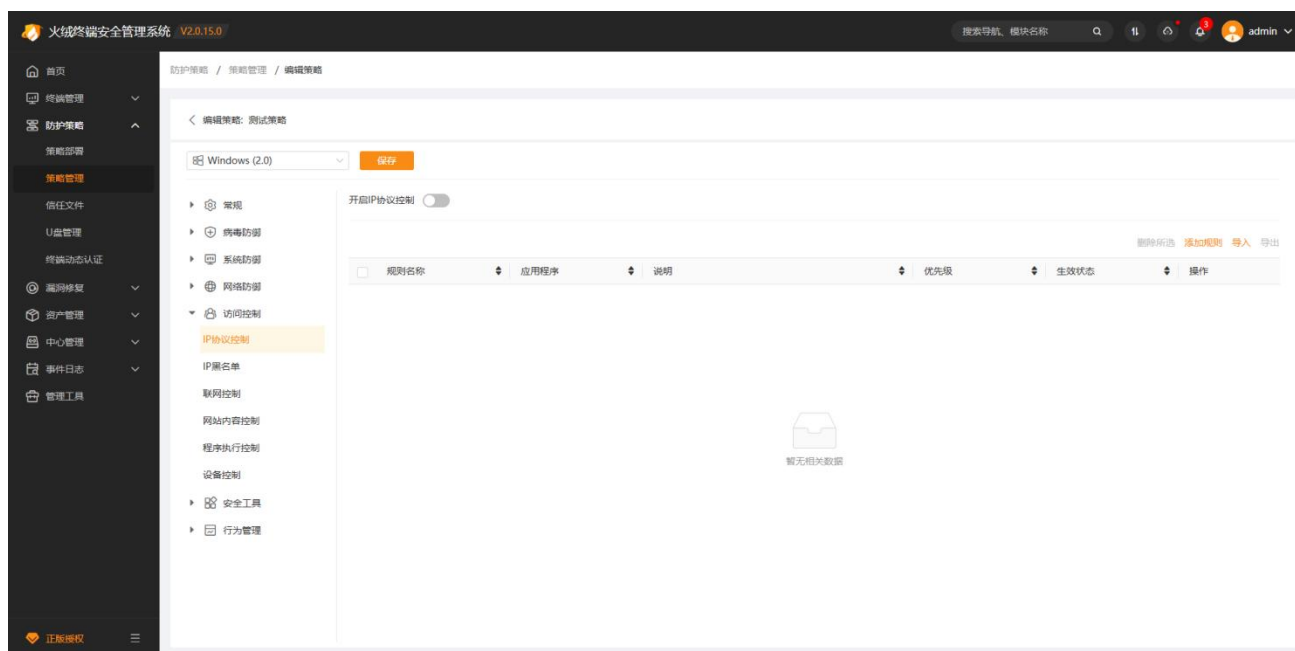 火绒终端安全管理系统 V2.0.15.0
搜索导航、模块名称
3
admin
首页
终端管理
防护策略
策略部署
策略管理
信任文件
U盘管理
终端动态认证
漏洞修复
资产管理
中心管理
事件日志
管理工具
正版授权
防护策略 / 策略管理 / 编辑策略
编辑策略: 测试策略
Windows (2.0)
保存
常规
病毒防御
系统防御
网络防御
访问控制
IP协议控制
IP黑名单
联网控制
网站内容控制
程序执行控制
设备控制
安全工具
行为管理
开启IP协议控制
删除所选 添加规则 导入 导出
规则名称 应用程序 说明 优先级 生效状态 操作
暂无相关数据